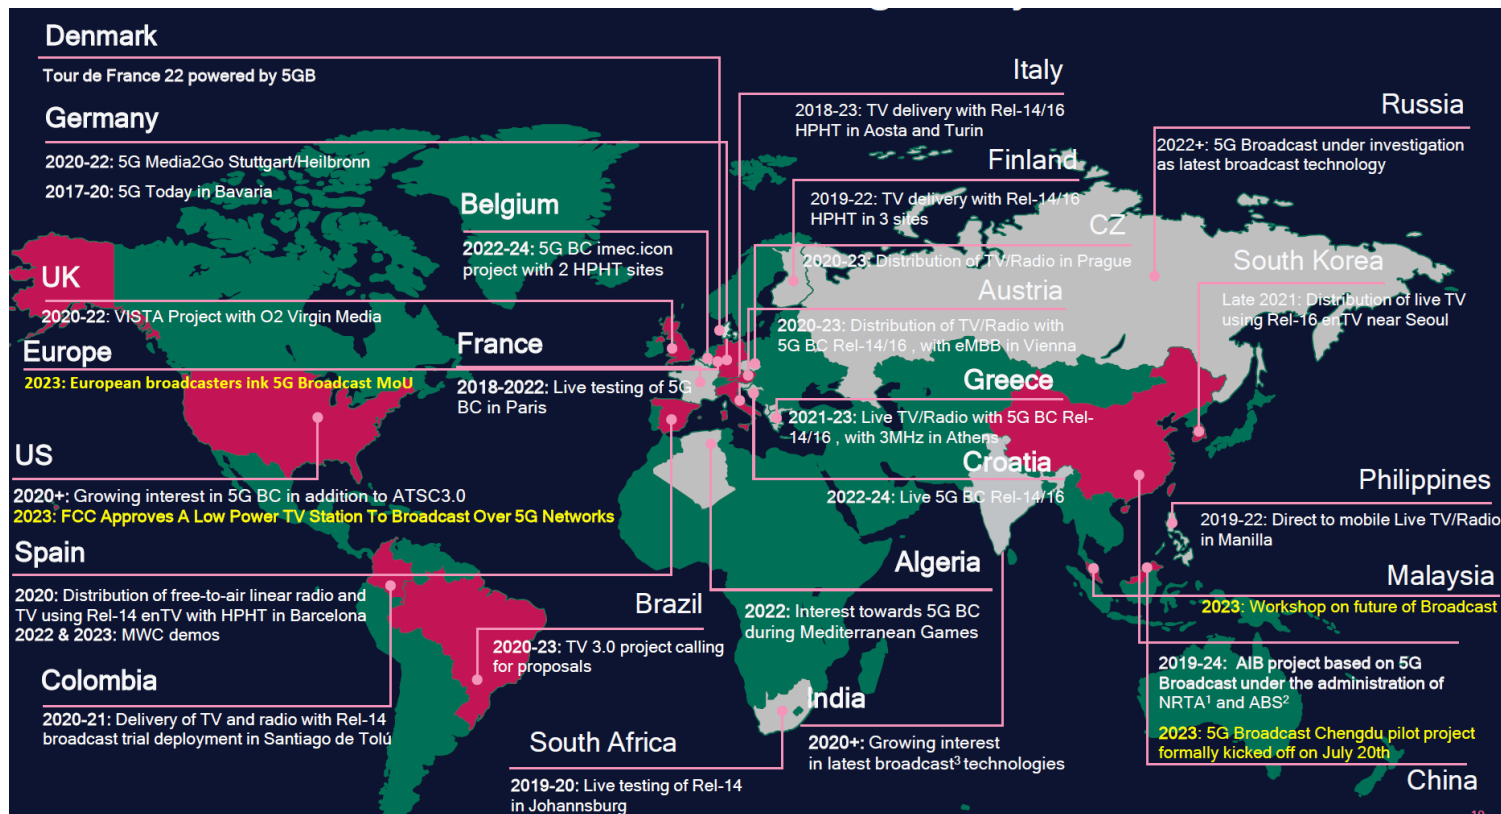 Denmark
Tour de France 22 powered by 5GB
Germany
2020-22: 5G Media2Go Stuttgart/Heilbronn
2017-20: 5G Today in Bavaria
Belgium
2022-24: 5G BC imec.icon
project with 2 HPHT sites
UK
2020-22: VISTA Project with O2 Virgin Media
Europe
2023: European broadcasters ink 5G Broadcast MoU
France
2018-2022: Live testing of 5G
BC in Paris
US
2020+: Growing interest in 5G BC in addition to ATSC3.0
2023: FCC Approves A Low Power TV Station To Broadcast Over 5G Networks
Spain
2020: Distribution of free-to-air linear radio and
TV using Rel-14 enTV with HPHT in Barcelona
2022 & 2023: MWC demos
Colombia
2020-21: Delivery of TV and radio with Rel-14
broadcast trial deployment in Santiago de Tolú
Brazil
2020-23: TV 3.0 project calling
for proposals
South Africa
2019-20: Live testing of Rel-14
in Johannsburg
Italy
2018-23: TV delivery with Rel-14/16
HPHT in Aosta and Turin
Finland
2019-22: TV delivery with Rel-14/16
HPHT in 3 sites
CZ
2020-23: Distribution of TV/Radio in Prague
Austria
2020-23: Distribution of TV/Radio with
5G BC Rel-14/16 , with eMBB in Vienna
Greece
2021-23: Live TV/Radio with 5G BC Rel-
14/16 , with 3MHz in Athens
Croatia
2022-24: Live 5G BC Rel-14/16
Algeria
2022: Interest towards 5G BC
during Mediterranean Games
India
2020+: Growing interest
in latest broadcast³ technologies
Russia
2022+: 5G Broadcast under investigation
as latest broadcast technology
South Korea
Late 2021: Distribution of live TV
using Rel-16 enTV near Seoul
Philippines
2019-22: Direct to mobile Live TV/Radio
in Manilla
Malaysia
2023: Workshop on future of Broadcast
2019-24: AIB project based on 5G
Broadcast under the administration of
NRTA¹ and ABS²
2023: 5G Broadcast Chengdu pilot project
formally kicked off on July 20th
China